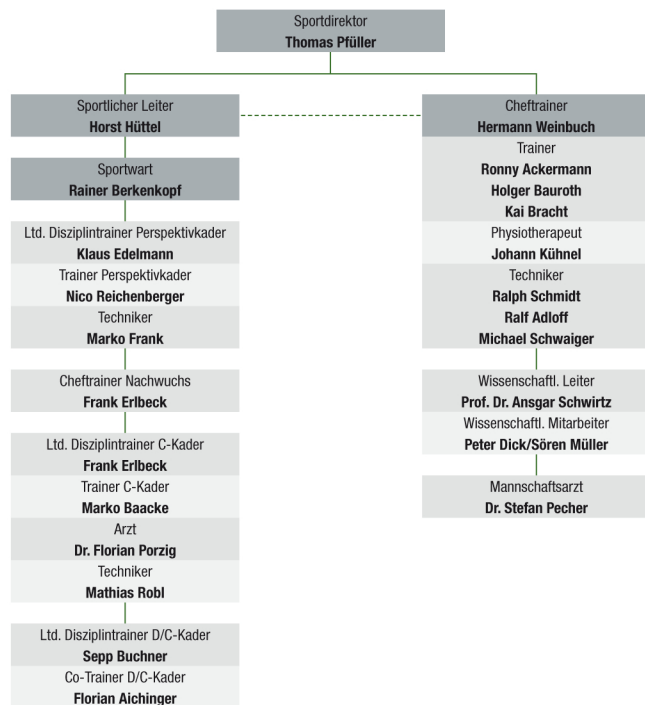 Sportdirektor
Thomas Pfüller
Sportlicher Leiter
Horst Hüttel
Sportwart
Rainer Berkenkopf
Ltd. Disziplintrainer Perspektivkader
Klaus Edelmann
Trainer Perspektivkader
Nico Reichenberger
Techniker
Marko Frank
Cheftrainer Nachwuchs
Frank Erlbeck
Ltd. Disziplintrainer C-Kader
Frank Erlbeck
Trainer C-Kader
Marko Baacke
Arzt
Dr. Florian Porzig
Techniker
Mathias Robl
Ltd. Disziplintrainer D/C-Kader
Sepp Buchner
Co-Trainer D/C-Kader
Florian Aichinger
Cheftrainer
Hermann Weinbuch
Trainer
Ronny Ackermann
Holger Bauroth
Kai Bracht
Physiotherapeut
Johann Kühnel
Techniker
Ralph Schmidt
Ralf Adloff
Michael Schwaiger
Wissenschaftl. Leiter
Prof. Dr. Ansgar Schwirtz
Wissenschaftl. Mitarbeiter
Peter Dick/Sören Müller
Mannschaftsarzt
Dr. Stefan Pecher